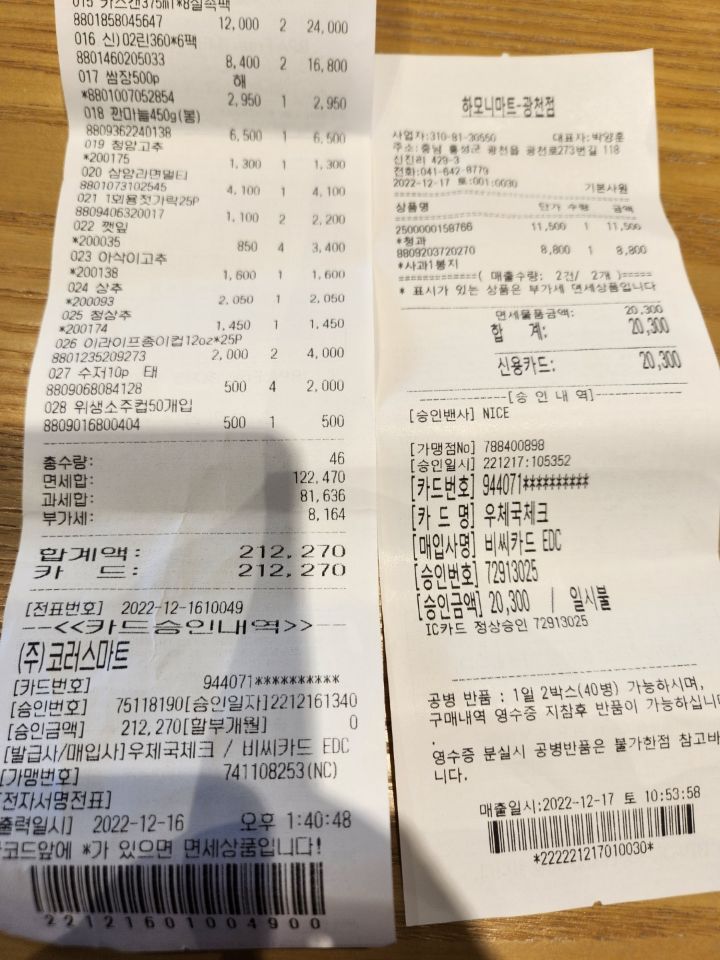 015 카스캔375ml*8실속팩
8801858045647 12,000 2 24,000
016 신)02린360*6팩
8801460205033 8,400 2 16,800
017 쌈장500p 해
*8801007052854 2,950 1 2,950
018 깐마늘450g(봉)
8809362240138 6,500 1 6,500
019 청양고추
*200175 1,300 1 1,300
020 삼양라면멀티
8801073102545 4,100 1 4,100
021 1회용젓가락25P
8809406320017 1,100 2 2,200
022 깻잎
*200035 850 4 3,400
023 아삭이고추
*200138 1,600 1 1,600
024 상추
*200093 2,050 1 2,050
025 청상추
*200174 1,450 1 1,450
026 이라이프종이컵12oz*25P
8801235209273 2,000 2 4,000
027 수저10p 태
8809068084128 500 4 2,000
028 위생소주컵50개입
8809016800404 500 1 500
총수량: 46
면세합: 122,470
과세합: 81,636
부가세: 8,164
합계액: 212,270
카 드: 212,270
[전표번호] 2022-12-1610049
--<<카드승인내역>>--
(주)코러스마트
[카드번호] 944071**********
[승인번호] 75118190[승인일자]2212161340
[승인금액] 212,270[할부개월] 0
[발급사/매입사]우체국체크 / 비씨카드 EDC
[가맹번호] 741108253(NC)
[전자서명전표]
출력일시] 2022-12-16 오후 1:40:48
코드앞에 *가 있으면 면세상품입니다!
2212160100490 0
하모니마트-광천점
사업자:310-81-30550 대표자:박양훈
주소:충남 홍성군 광천읍 광천로273번길 118
신진리 429-3
전화:041-642-8779
2022-12-17 토:001:0030 기본사원
상품명 단가 수량 금액
2500000158766 11,500 1 11,500
*청과
8809203720270 8,800 1 8,800
*사과1봉지
=============( 매출수량: 2건/ 2개 )=====
* 표시가 있는 상품은 부가세 면세상품입니다
면세물품금액: 20,300
합 계: 20,300
신용카드: 20,300
-------------[승 인 내 역]-------------
[승인밴사] NICE
[가맹점No] 788400898
[승인일시] 221217:105352
[카드번호] 944071**********
[카 드 명] 우체국체크
[매입사명] 비씨카드 EDC
[승인번호] 72913025
[승인금액] 20,300 / 일시불
IC카드 정상승인 72913025
공병 반품 : 1일 2박스(40병) 가능하시며,
구매내역 영수증 지참후 반품이 가능하십니다
.
영수증 분실시 공병반품은 불가한점 참고바
니다.
매출일시:2022-12-17 토 10:53:58
*222221217010030*